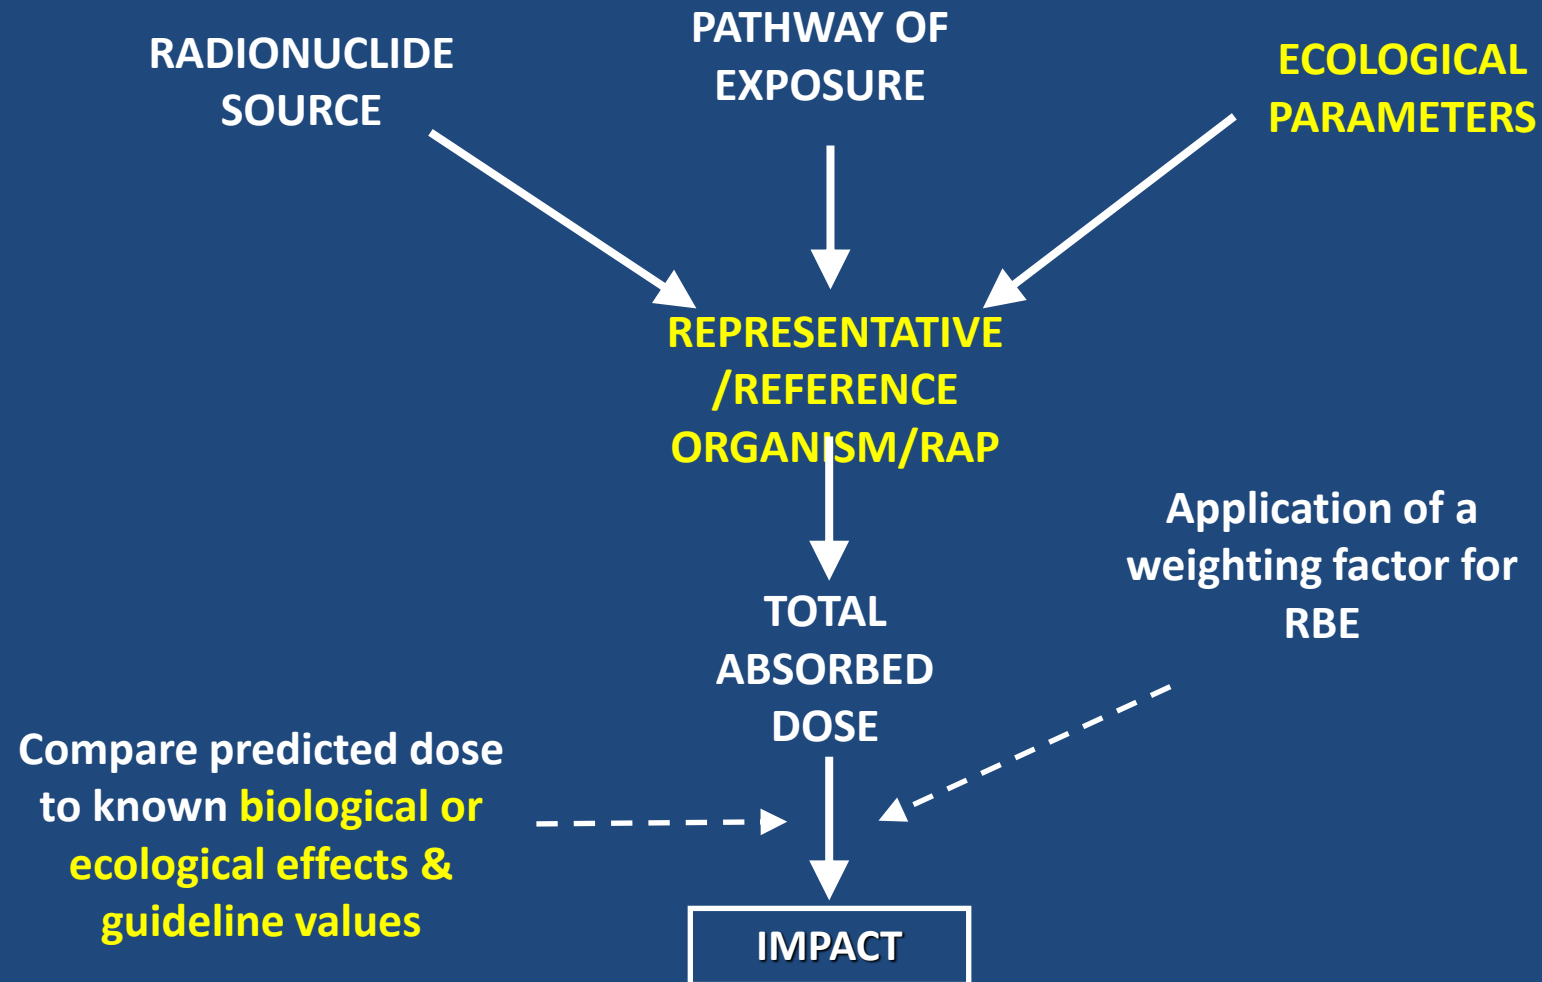 RADIONUCLIDE
SOURCE
PATHWAY OF
EXPOSURE
ECOLOGICAL
PARAMETERS
REPRESENTATIVE
/REFERENCE
ORGANISM/RAP
Application of a
weighting factor for
RBE
TOTAL
ABSORBED
DOSE
Compare predicted dose
to known biological or
ecological effects &
guideline values
IMPACT